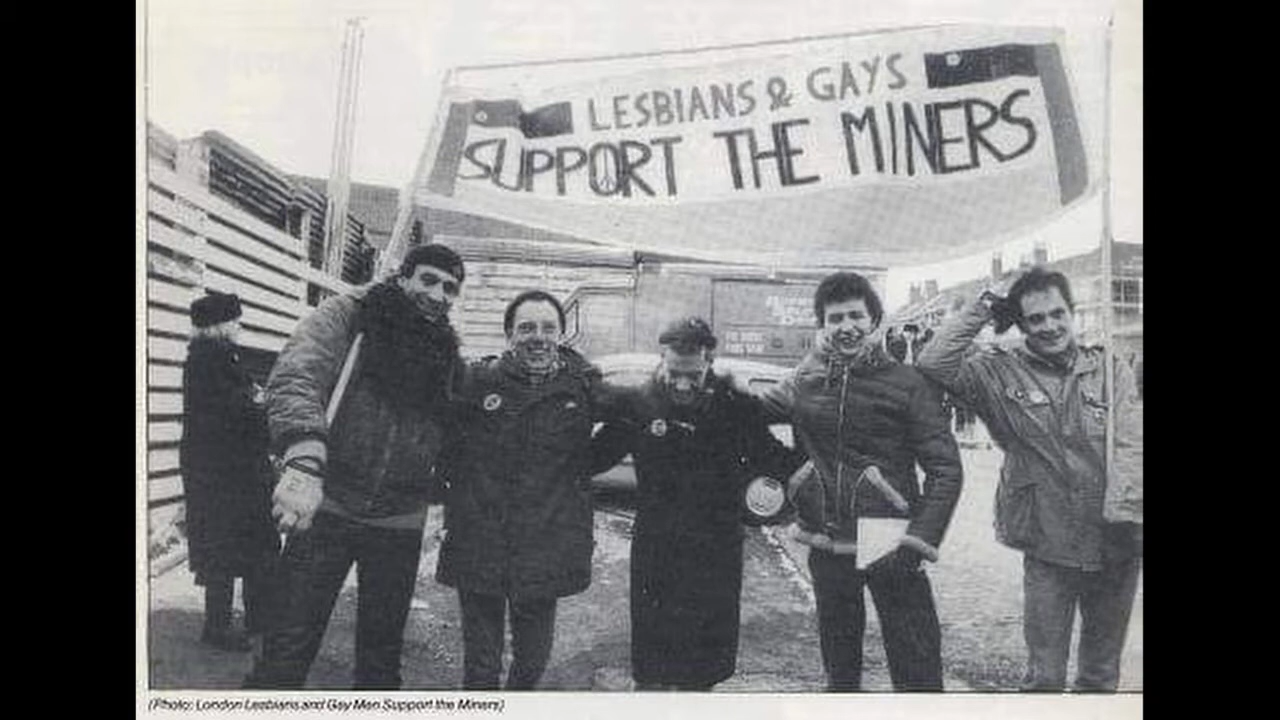 LESBIANS & GAYS
SUPPORT THE MINERS
(Photo: London Lesbians and Gay Men Support the Miners)